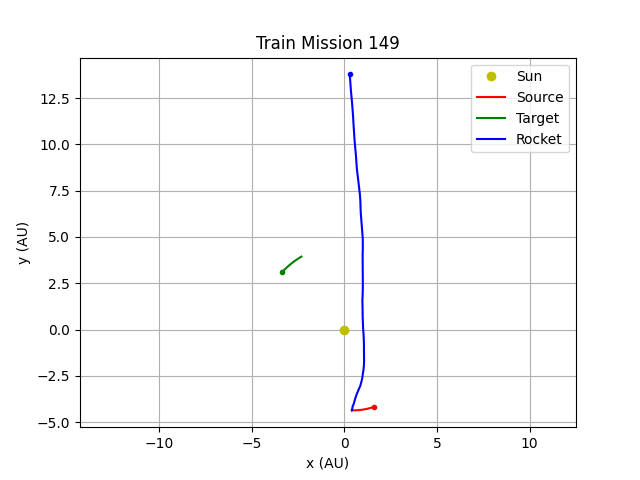 Train Mission 149
Sun
Source
Target
Rocket
12.5
10.0
7.5
5.0
2.5
0.0
−2.5
−5.0
y (AU)
−10
−5
0
5
10
x (AU)